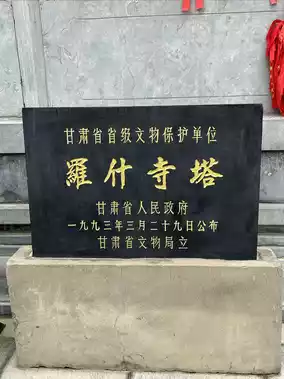 甘肃省省级文物保护单位
羅什寺塔
甘肃省人民政府
一九九三年三月二十九日公布
甘肃省文物局立